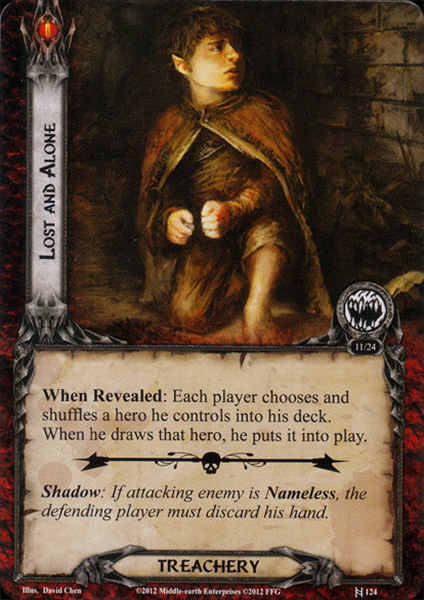 LOST AND ALONE
11/24
When Revealed: Each player chooses and
shuffles a hero he controls into his deck.
When he draws that hero, he puts it into play.
Shadow: If attacking enemy is Nameless, the
defending player must discard his hand.
TREACHERY
Illus. David Chen
©2012 Middle-earth Enterprises ©2012 FFG
124